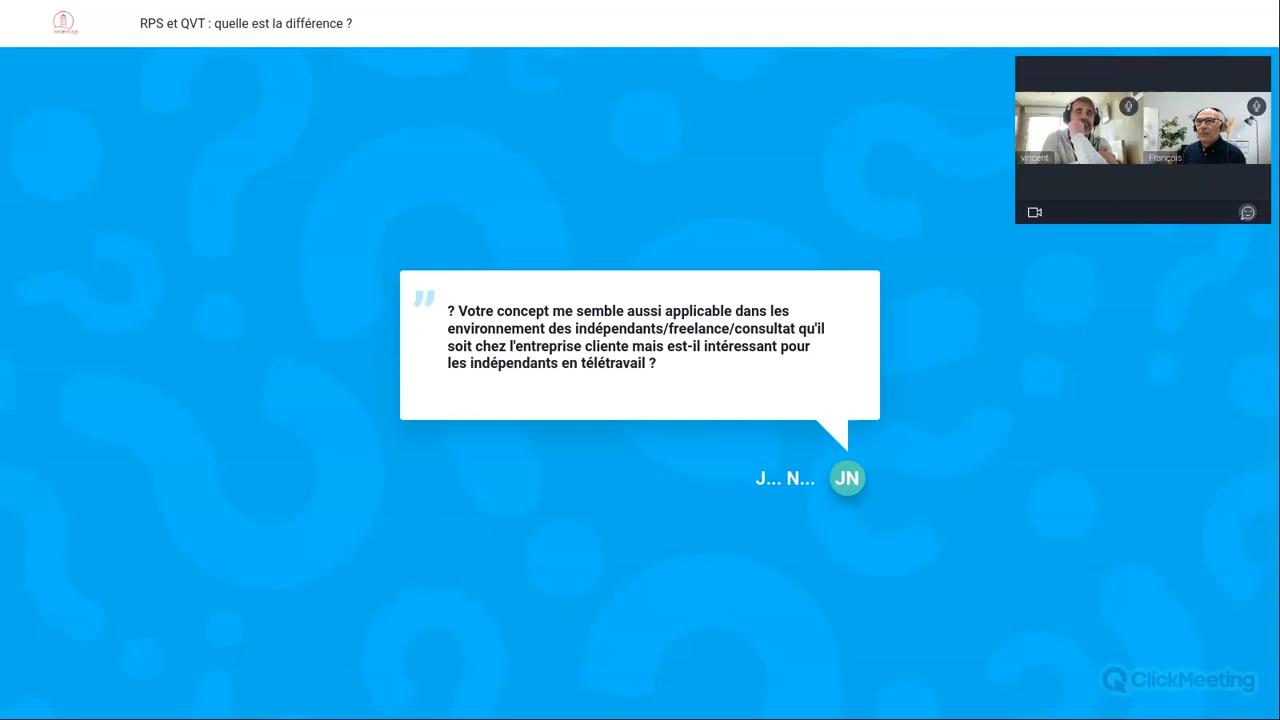 RPS et QVT : quelle est la différence ?
vincent
François
? Votre concept me semble aussi applicable dans les
environnement des indépendants/freelance/consultat qu'il
soit chez l'entreprise cliente mais est-il intéressant pour
les indépendants en télétravail ?
J... N...
JN
ClickMeeting